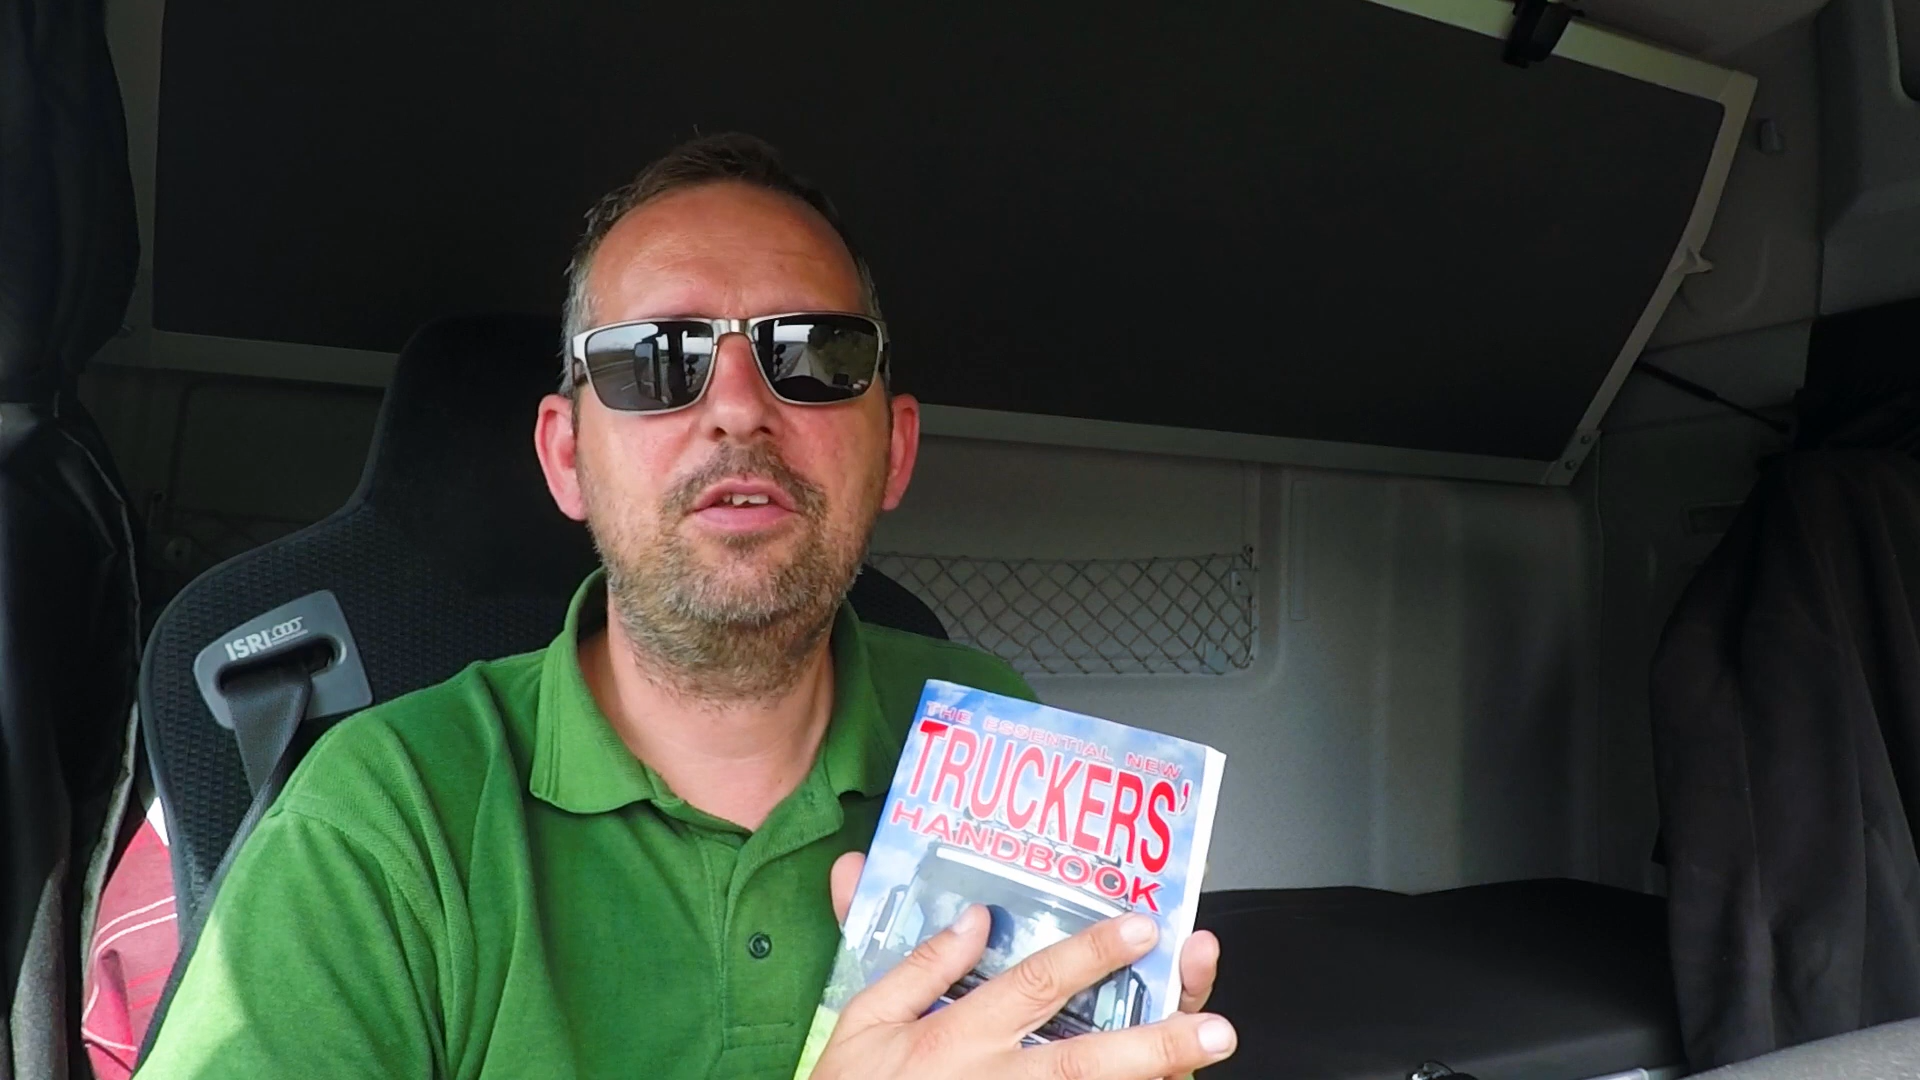 ISRI
THE ESSENTIAL NEW
TRUCKERS'
HANDBOOK